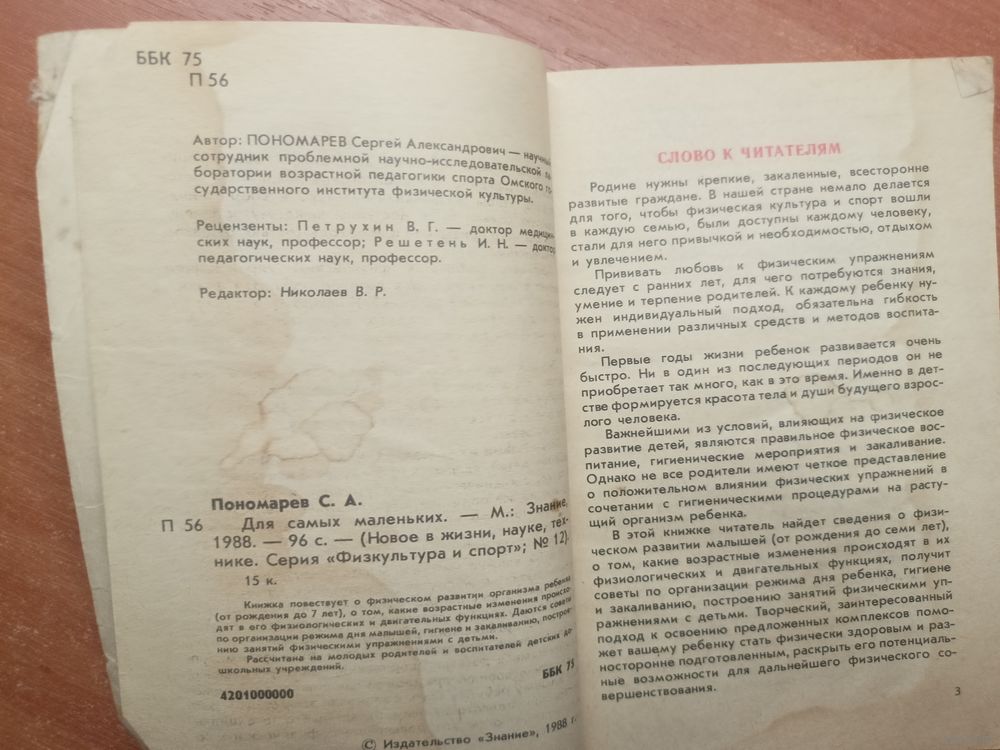 ББК 75
П 56
Автор: ПОНОМАРЕВ Сергей Александрович — научный
сотрудник проблемной научно-исследовательской ла-
боратории возрастной педагогики спорта Омского го-
сударственного института физической культуры.
Рецензенты: Петрухин В. Г. — доктор медицин-
ских наук, профессор; Решетень И. Н. — доктор
педагогических наук, профессор.
Редактор: Николаев В. Р.
Пономарев С. А.
П 56 Для самых маленьких. — М.: Знание,
1988. — 96 с. — (Новое в жизни, науке, тех-
нике. Серия «Физкультура и спорт»; № 12).
15 к.
Книжка повествует о физическом развитии организма ребенка
(от рождения до 7 лет), о том, какие возрастные изменения происхо-
дят в его физиологических и двигательных функциях. Даются советы
по организации режима дня малышей, гигиене и закаливанию, построе-
нию занятий физическими упражнениями с детьми.
Рассчитана на молодых родителей и воспитателей детских до-
школьных учреждений.
4201000000
ББК 75
© Издательство «Знание», 1988 г.
СЛОВО К ЧИТАТЕЛЯМ
Родине нужны крепкие, закаленные, всесторонне
развитые граждане. В нашей стране немало делается
для того, чтобы физическая культура и спорт вошли
в каждую семью, были доступны каждому человеку,
стали для него привычкой и необходимостью, отдыхом
и увлечением.
Прививать любовь к физическим упражнениям
следует с ранних лет, для чего потребуются знания,
умение и терпение родителей. К каждому ребенку ну-
жен индивидуальный подход, обязательна гибкость
в применении различных средств и методов воспита-
ния.
Первые годы жизни ребенок развивается очень
быстро. Ни в один из последующих периодов он не
приобретает так много, как в это время. Именно в дет-
стве формируется красота тела и души будущего взрос-
лого человека.
Важнейшими из условий, влияющих на физическое
развитие детей, являются правильное физическое вос-
питание, гигиенические мероприятия и закаливание.
Однако не все родители имеют четкое представление
о положительном влиянии физических упражнений в
сочетании с гигиеническими процедурами на расту-
щий организм ребенка.
В этой книжке читатель найдет сведения о физи-
ческом развитии малышей (от рождения до семи лет),
о том, какие возрастные изменения происходят в их
физиологических и двигательных функциях, получит
советы по организации режима дня ребенка, гигиене
и закаливанию, построению занятий физическими уп-
ражнениями с детьми. Творческий, заинтересованный
подход к освоению предложенных комплексов помо-
жет вашему ребенку стать физически здоровым и раз-
носторонне подготовленным, раскрыть его потенциаль-
ные возможности для дальнейшего физического со-
вершенствования.
3